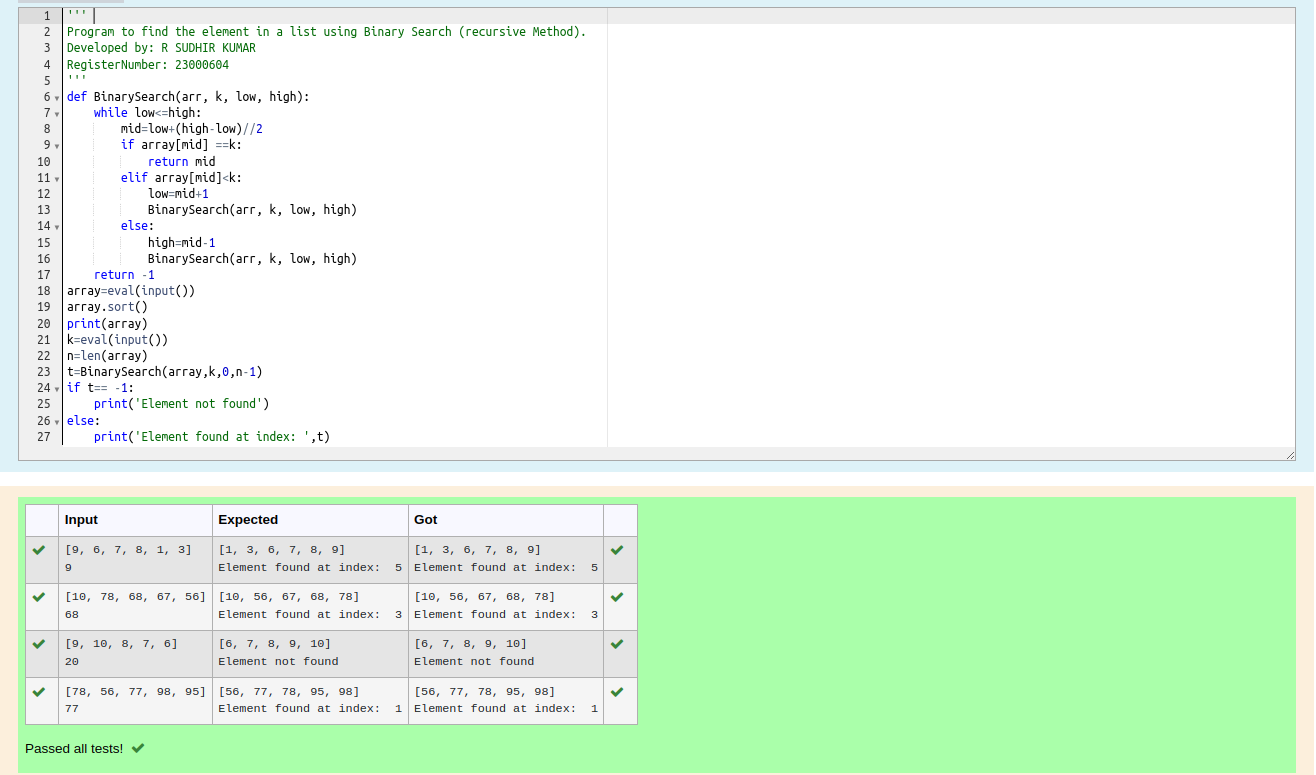 1 '''
2 Program to find the element in a list using Binary Search (recursive Method).
3 Developed by: R SUDHIR KUMAR
4 RegisterNumber: 23000604
5 '''
6 def BinarySearch(arr, k, low, high):
7     while low<=high:
8         mid=low+(high-low)//2
9         if array[mid] ==k:
10             return mid
11         elif array[mid]<k:
12             low=mid+1
13             BinarySearch(arr, k, low, high)
14         else:
15             high=mid-1
16             BinarySearch(arr, k, low, high)
17     return -1
18 array=eval(input())
19 array.sort()
20 print(array)
21 k=eval(input())
22 n=len(array)
23 t=BinarySearch(array,k,0,n-1)
24 if t== -1:
25     print('Element not found')
26 else:
27     print('Element found at index: ',t)
Input Expected Got
[9, 6, 7, 8, 1, 3] [1, 3, 6, 7, 8, 9] [1, 3, 6, 7, 8, 9]
9 Element found at index:  5 Element found at index:  5
[10, 78, 68, 67, 56] [10, 56, 67, 68, 78] [10, 56, 67, 68, 78]
68 Element found at index:  3 Element found at index:  3
[9, 10, 8, 7, 6] [6, 7, 8, 9, 10] [6, 7, 8, 9, 10]
20 Element not found Element not found
[78, 56, 77, 98, 95] [56, 77, 78, 95, 98] [56, 77, 78, 95, 98]
77 Element found at index:  1 Element found at index:  1
Passed all tests!